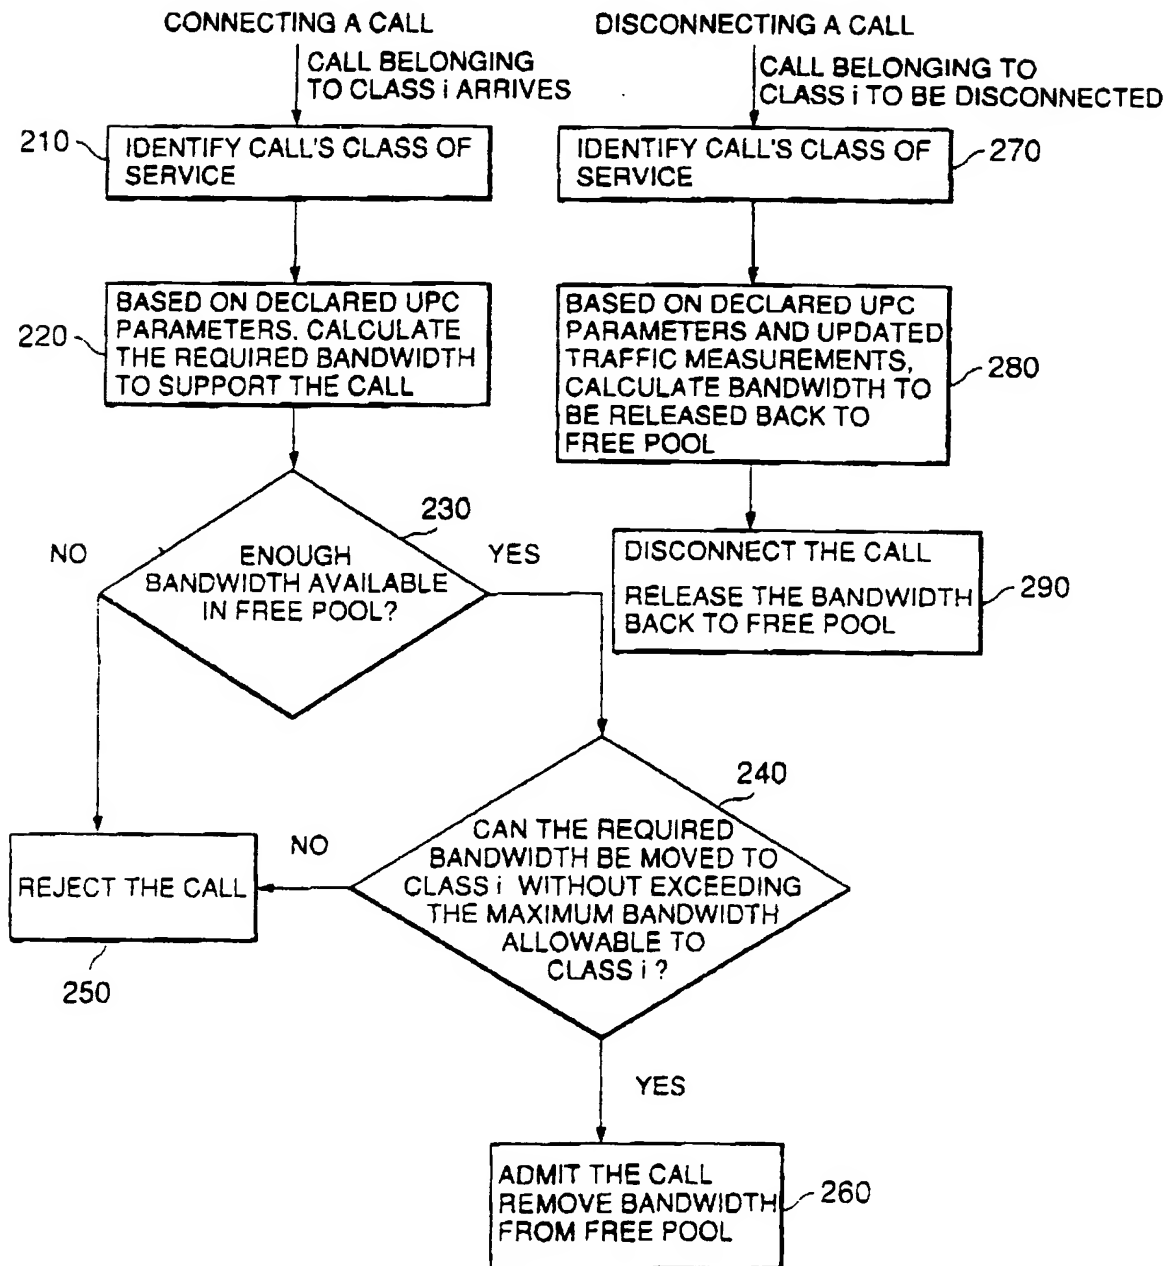 CONNECTING A CALL
CALL BELONGING
TO CLASS i ARRIVES
210
IDENTIFY CALL'S CLASS OF
SERVICE
220
BASED ON DECLARED UPC
PARAMETERS, CALCULATE
THE REQUIRED BANDWIDTH
TO SUPPORT THE CALL
230
NO
YES
ENOUGH
BANDWIDTH AVAILABLE
IN FREE POOL?
240
CAN THE REQUIRED
BANDWIDTH BE MOVED TO
CLASS i WITHOUT EXCEEDING
THE MAXIMUM BANDWIDTH
ALLOWABLE TO
CLASS i ?
NO
REJECT THE CALL
250
YES
ADMIT THE CALL
REMOVE BANDWIDTH
FROM FREE POOL
260
DISCONNECTING A CALL
CALL BELONGING TO
CLASS i TO BE DISCONNECTED
IDENTIFY CALL'S CLASS OF
SERVICE
270
BASED ON DECLARED UPC
PARAMETERS AND UPDATED
TRAFFIC MEASUREMENTS,
CALCULATE BANDWIDTH TO
BE RELEASED BACK TO
FREE POOL
280
DISCONNECT THE CALL
RELEASE THE BANDWIDTH
BACK TO FREE POOL
290